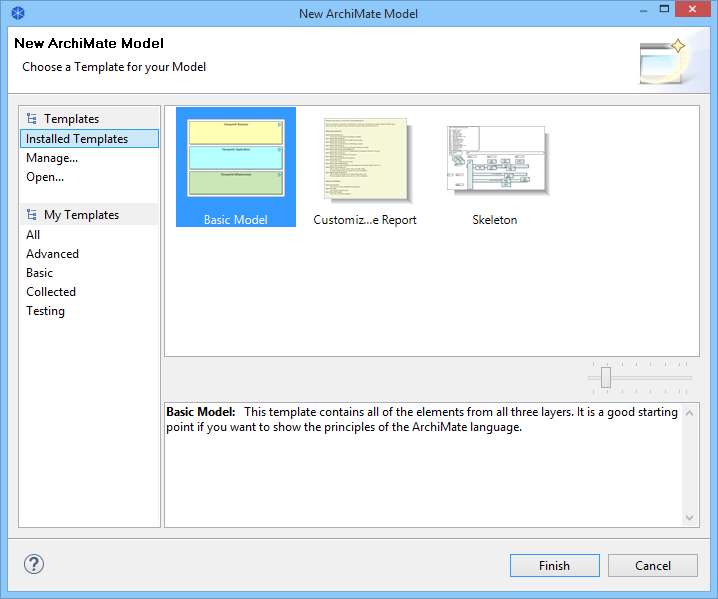 New ArchiMate Model
New ArchiMate Model
Choose a Template for your Model
Templates
Installed Templates
Manage...
Open...
My Templates
All
Advanced
Basic
Collected
Testing
Basic Model
Customiz...e Report
Skeleton
Basic Model: This template contains all of the elements from all three layers. It is a good starting
point if you want to show the principles of the ArchiMate language.
?
Finish
Cancel